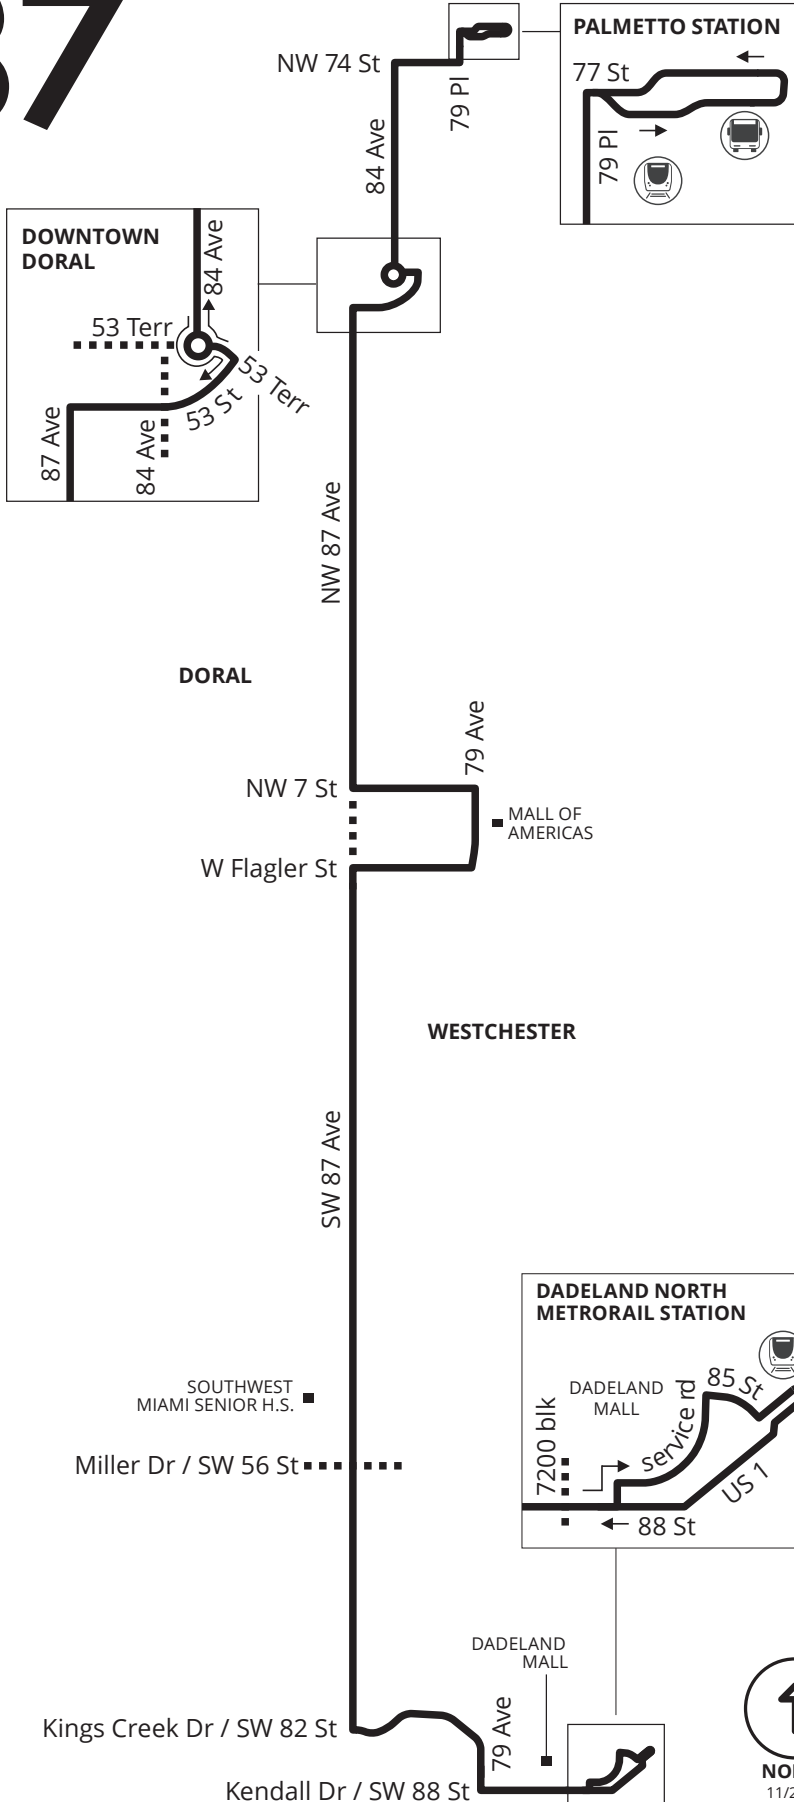 87
PALMETTO STATION
NW 74 St
77 St
79 Pl
79 Pl
84 Ave
DOWNTOWN
DORAL
84 Ave
53 Terr
53 Terr
53 St
87 Ave
84 Ave
NW 87 Ave
DORAL
79 Ave
NW 7 St
MALL OF
AMERICAS
W Flagler St
WESTCHESTER
SW 87 Ave
DADELAND NORTH
METRORAIL STATION
SOUTHWEST
MIAMI SENIOR H.S.
DADELAND
MALL
85 St
service rd
7200 blk
Miller Dr / SW 56 St
US 1
88 St
DADELAND
MALL
Kings Creek Dr / SW 82 St
79 Ave
Kendall Dr / SW 88 St